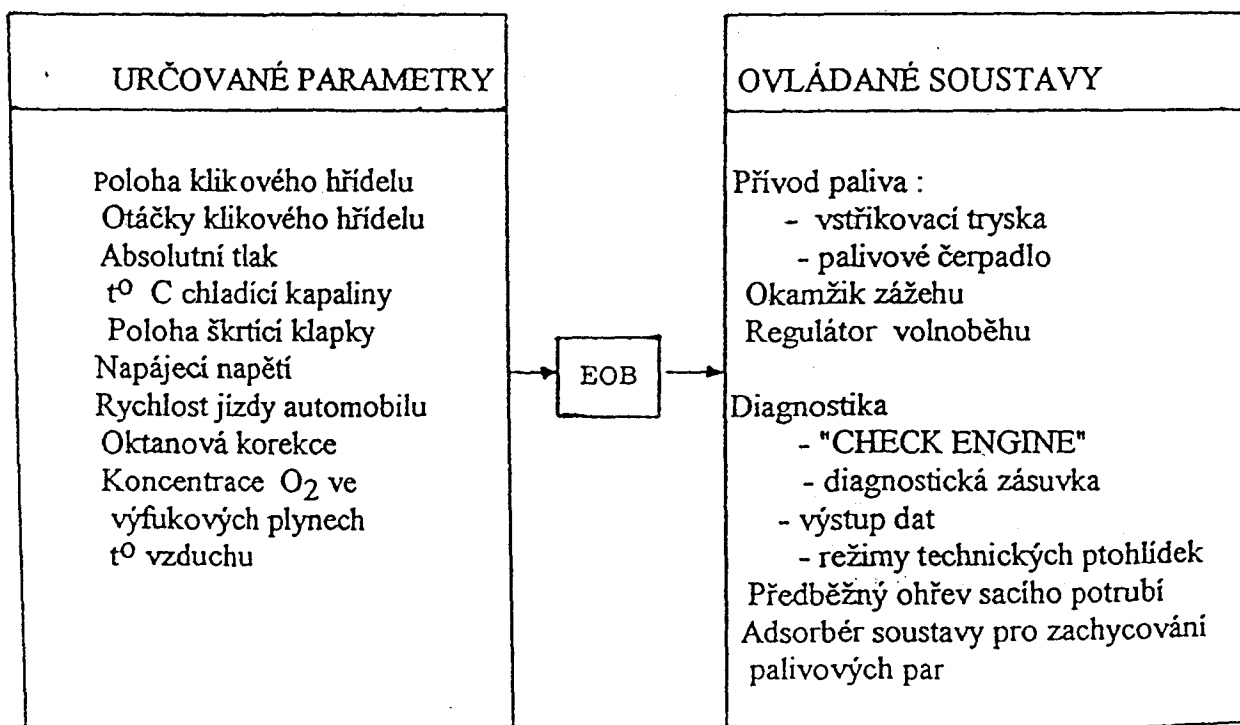 URČOVANÉ PARAMETRY
Poloha klikového hřídelu
Otáčky klikového hřídelu
Absolutní tlak
tº C chladící kapaliny
Poloha škrtící klapky
Napájecí napětí
Rychlost jízdy automobilu
Oktanová korekce
Koncentrace O₂ ve
výfukových plynech
tº vzduchu
EOB
OVLÁDANÉ SOUSTAVY
Přívod paliva :
- vstřikovací tryska
- palivové čerpadlo
Okamžik zážehu
Regulátor volnoběhu
Diagnostika
- "CHECK ENGINE"
- diagnostická zásuvka
- výstup dat
- režimy technických ptohlídek
Předběžný ohřev sacího potrubí
Adsorbér soustavy pro zachycování
palivových par